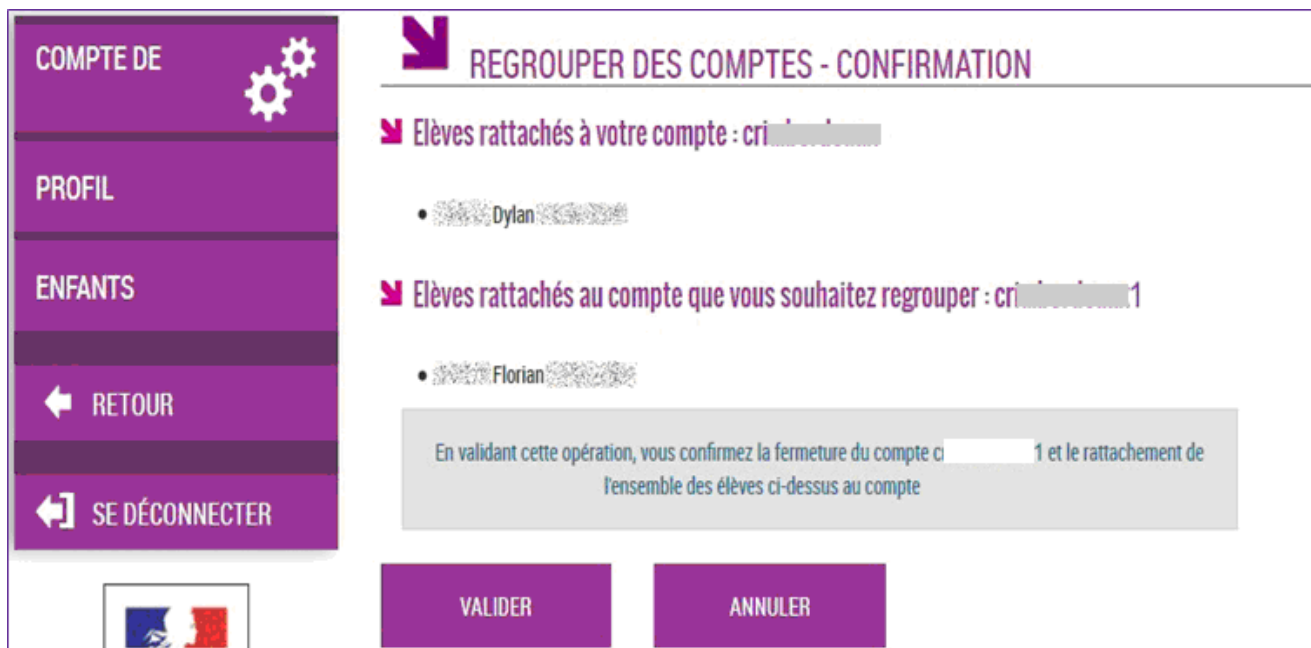 COMPTE DE
PROFIL
ENFANTS
RETOUR
SE DÉCONNECTER
REGROUPER DES COMPTES - CONFIRMATION
Elèves rattachés à votre compte : cri
Dylan
Elèves rattachés au compte que vous souhaitez regrouper : cri 1
Florian
En validant cette opération, vous confirmez la fermeture du compte c 1 et le rattachement de
l'ensemble des élèves ci-dessus au compte
VALIDER ANNULER